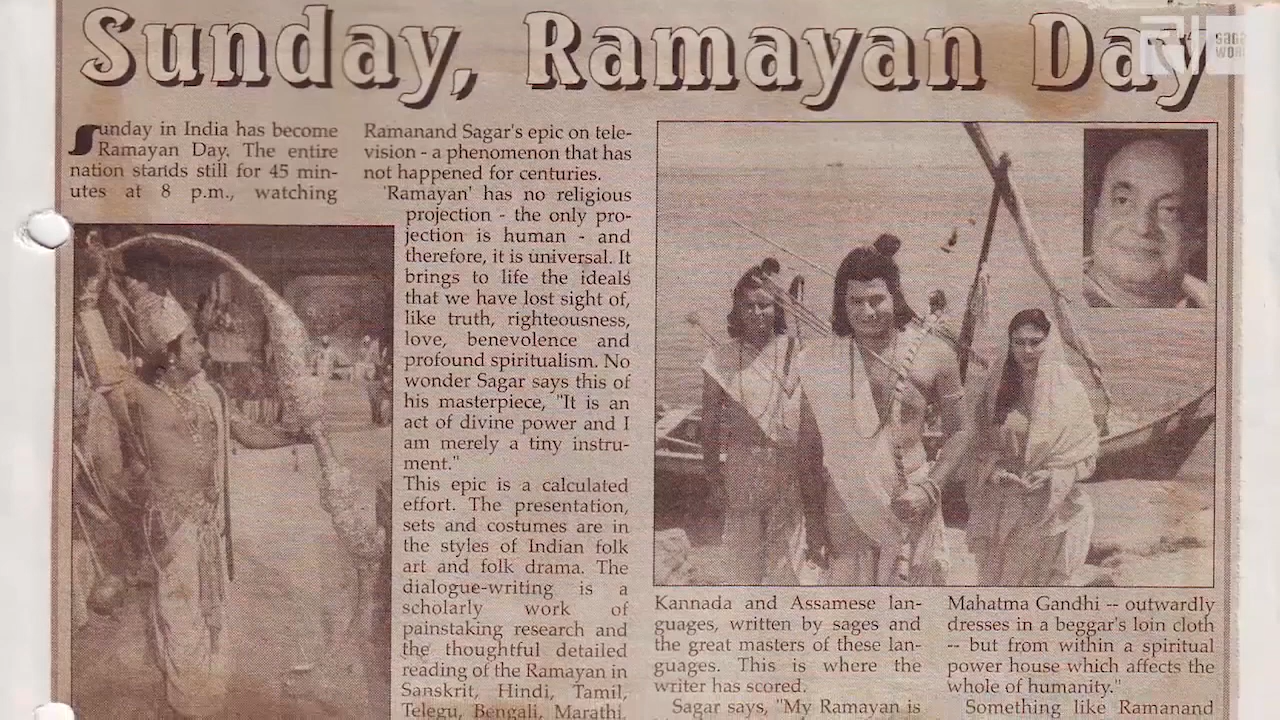 Sunday, Ramayan Day
Sunday in India has become
Ramayan Day. The entire
nation stands still for 45 min-
utes at 8 p.m., watching
Ramanand Sagar's epic on tele-
vision - a phenomenon that has
not happened for centuries.
'Ramayan' has no religious
projection - the only pro-
jection is human - and
therefore, it is universal. It
brings to life the ideals
that we have lost sight of,
like truth, righteousness,
love, benevolence and
profound spiritualism. No
wonder Sagar says this of
his masterpiece, "It is an
act of divine power and I
am merely a tiny instru-
ment."
This epic is a calculated
effort. The presentation,
sets and costumes are in
the styles of Indian folk
art and folk drama. The
dialogue-writing is a
scholarly work of
painstaking research and
the thoughtful detailed
reading of the Ramayan in
Sanskrit, Hindi, Tamil,
Telegu, Bengali, Marathi,
Kannada and Assamese lan-
guages, written by sages and
the great masters of these lan-
guages. This is where the
writer has scored.
Sagar says, "My Ramayan is
Mahatma Gandhi -- outwardly
dresses in a beggar's loin cloth
-- but from within a spiritual
power house which affects the
whole of humanity."
Something like Ramanand